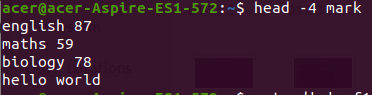 acer@acer-Aspire-ES1-572:~$ head -4 mark
english 87
maths 59
biology 78
hello world